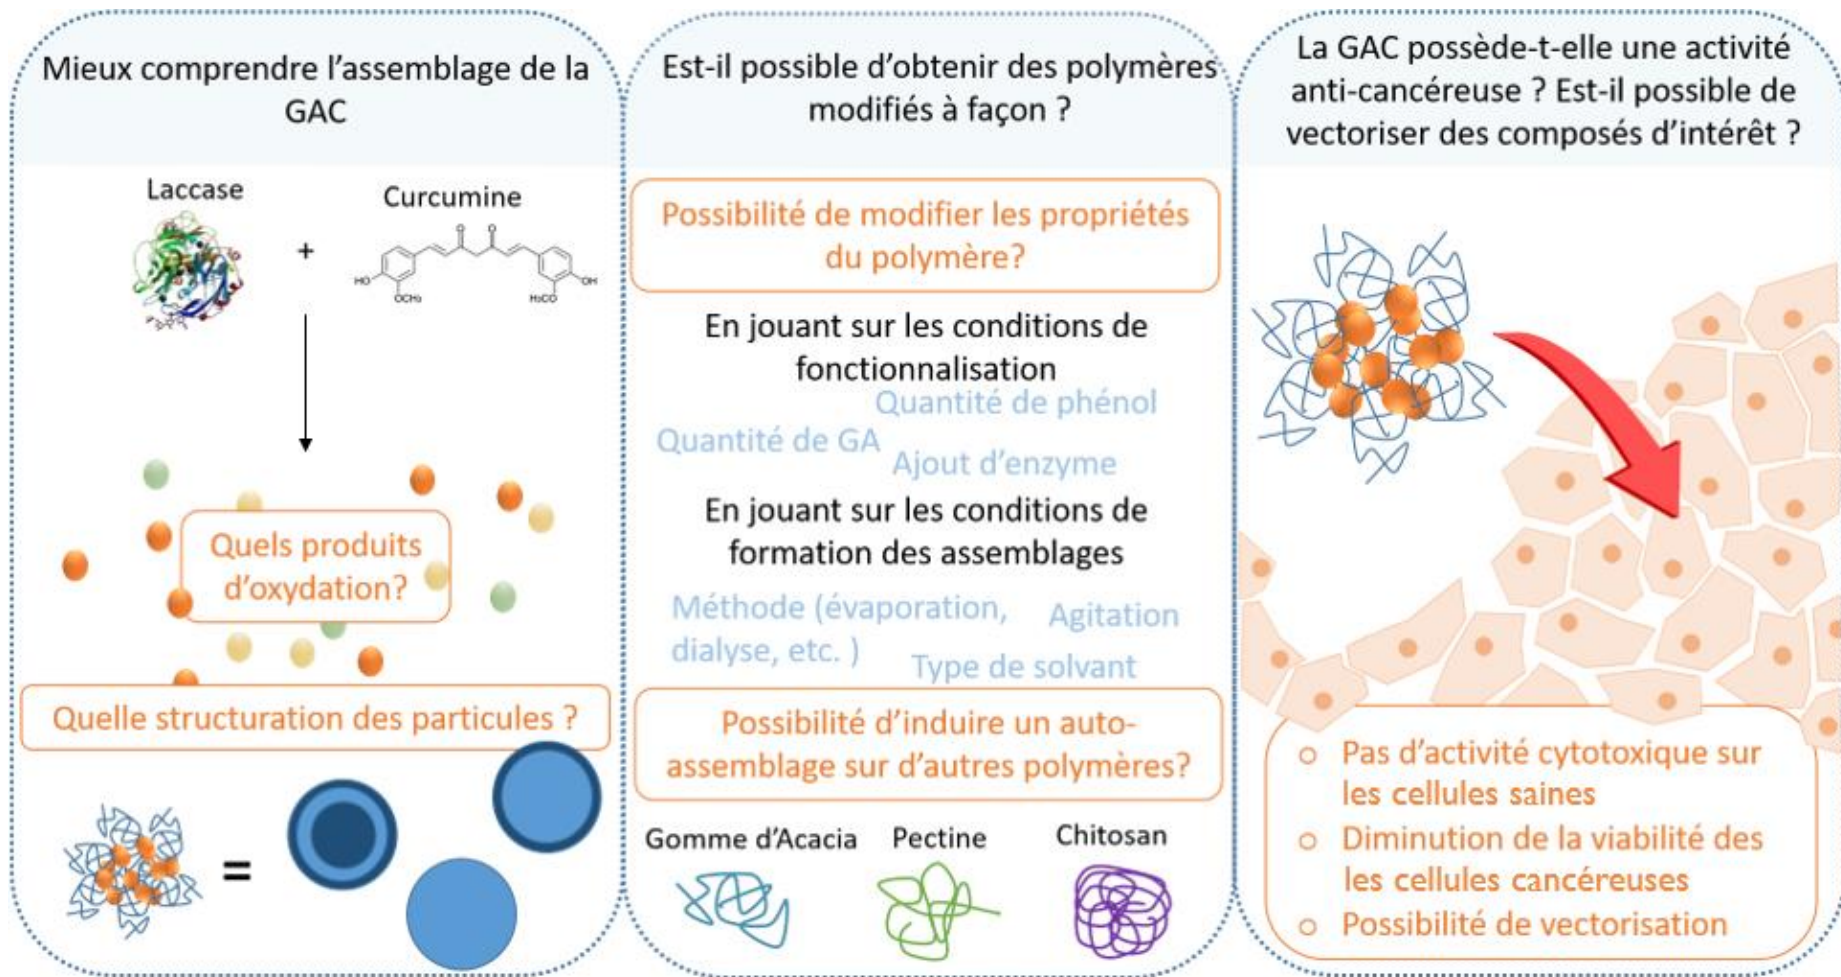 Mieux comprendre l'assemblage de la
GAC
Laccase
+
Curcumine
O
O
HO
OCH₃
H₃CO
OH
Quels produits
d'oxydation?
Quelle structuration des particules ?
=
Est-il possible d'obtenir des polymères
modifiés à façon ?
Possibilité de modifier les propriétés
du polymère?
En jouant sur les conditions de
fonctionnalisation
Quantité de phénol
Quantité de GA
Ajout d'enzyme
En jouant sur les conditions de
formation des assemblages
Méthode (évaporation,
dialyse, etc. )
Agitation
Type de solvant
Possibilité d'induire un auto-
assemblage sur d'autres polymères?
Gomme d'Acacia
Pectine
Chitosan
La GAC possède-t-elle une activité
anti-cancéreuse ? Est-il possible de
vectoriser des composés d'intérêt ?
o Pas d'activité cytotoxique sur
les cellules saines
o Diminution de la viabilité des
les cellules cancéreuses
o Possibilité de vectorisation